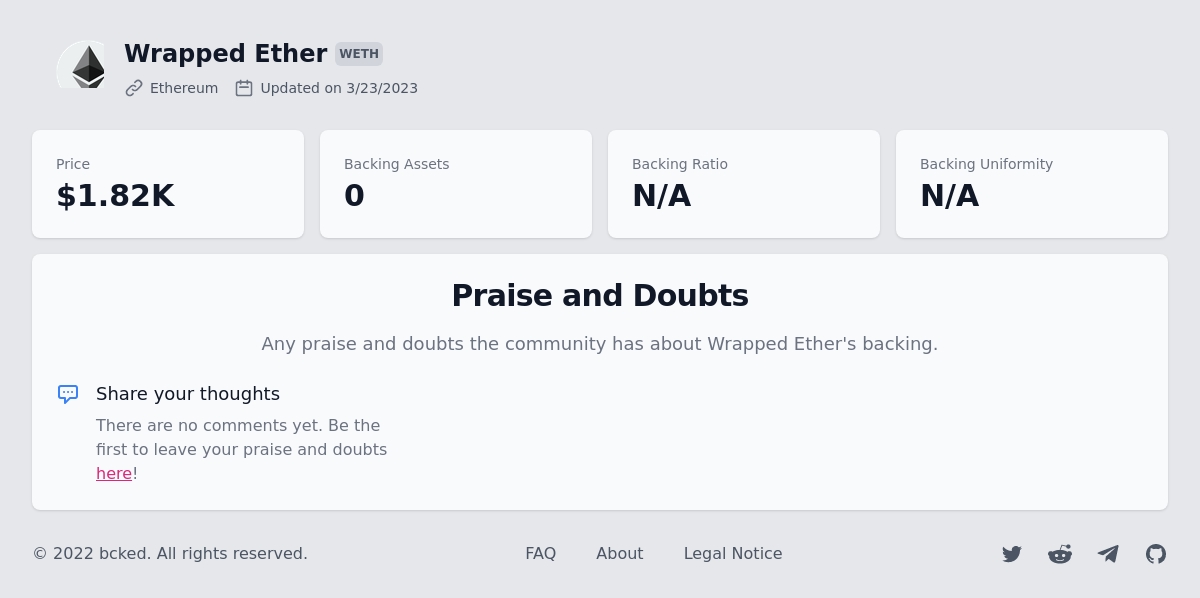 Wrapped Ether WETH
Ethereum Updated on 3/23/2023
Price
$1.82K
Backing Assets
0
Backing Ratio
N/A
Backing Uniformity
N/A
Praise and Doubts
Any praise and doubts the community has about Wrapped Ether's backing.
Share your thoughts
There are no comments yet. Be the
first to leave your praise and doubts
here!
© 2022 bcked. All rights reserved.
FAQ About Legal Notice